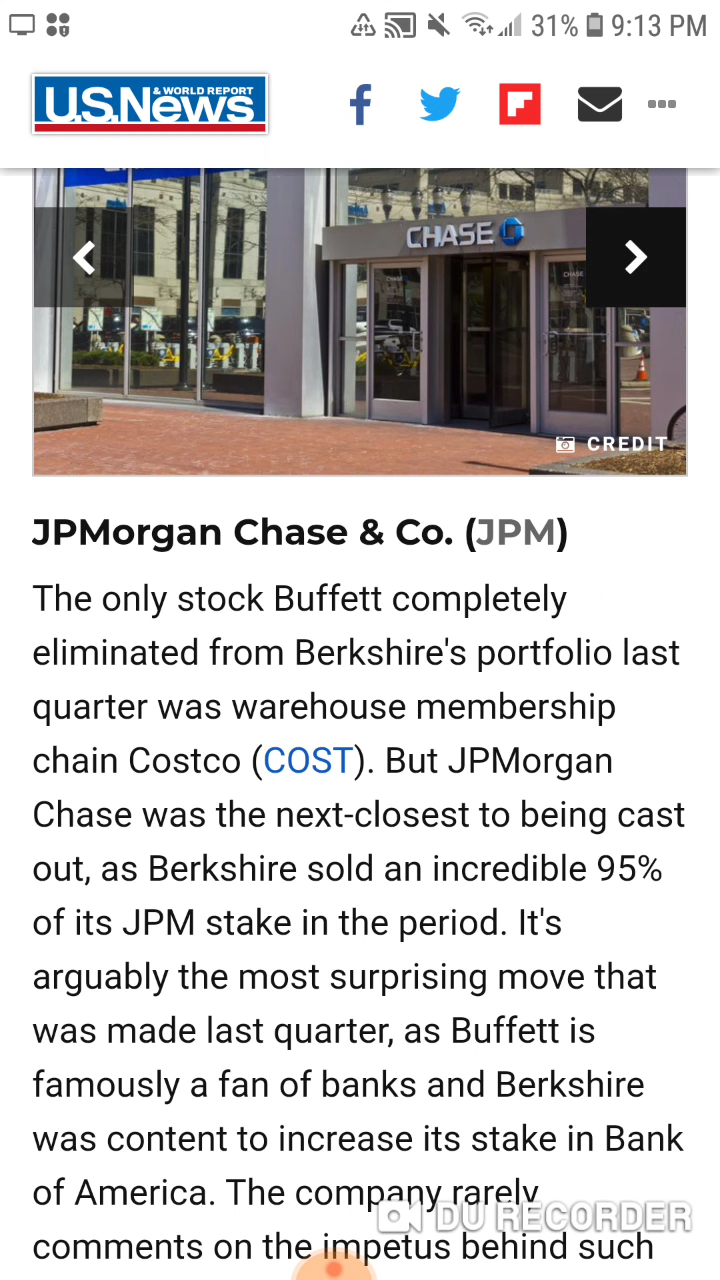 31% 9:13 PM
U.S.News
& WORLD REPORT
CHASE
CHASE
CHASE
CREDIT
JPMorgan Chase & Co. (JPM)
The only stock Buffett completely
eliminated from Berkshire's portfolio last
quarter was warehouse membership
chain Costco (COST). But JPMorgan
Chase was the next-closest to being cast
out, as Berkshire sold an incredible 95%
of its JPM stake in the period. It's
arguably the most surprising move that
was made last quarter, as Buffett is
famously a fan of banks and Berkshire
was content to increase its stake in Bank
of America. The company rarely
DU RECORDER
comments on the impetus behind such